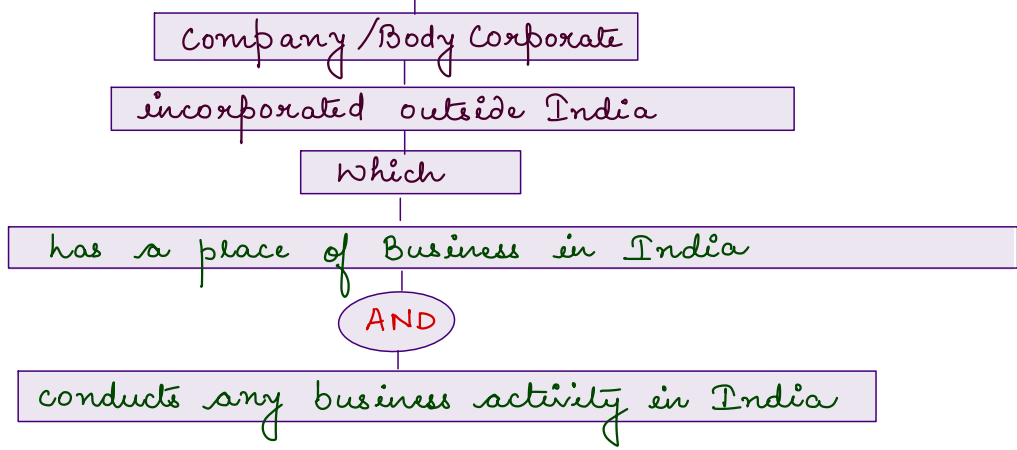 Company/Body Corporate
incorporated outside India
which
has a place of Business in India
AND
conducts any business activity in India